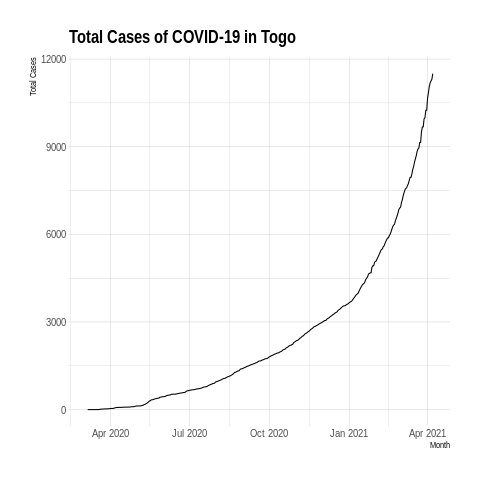 Total Cases of COVID-19 in Togo
Total Cases
12000
9000
6000
3000
0
Apr 2020 Jul 2020 Oct 2020 Jan 2021 Apr 2021
Month